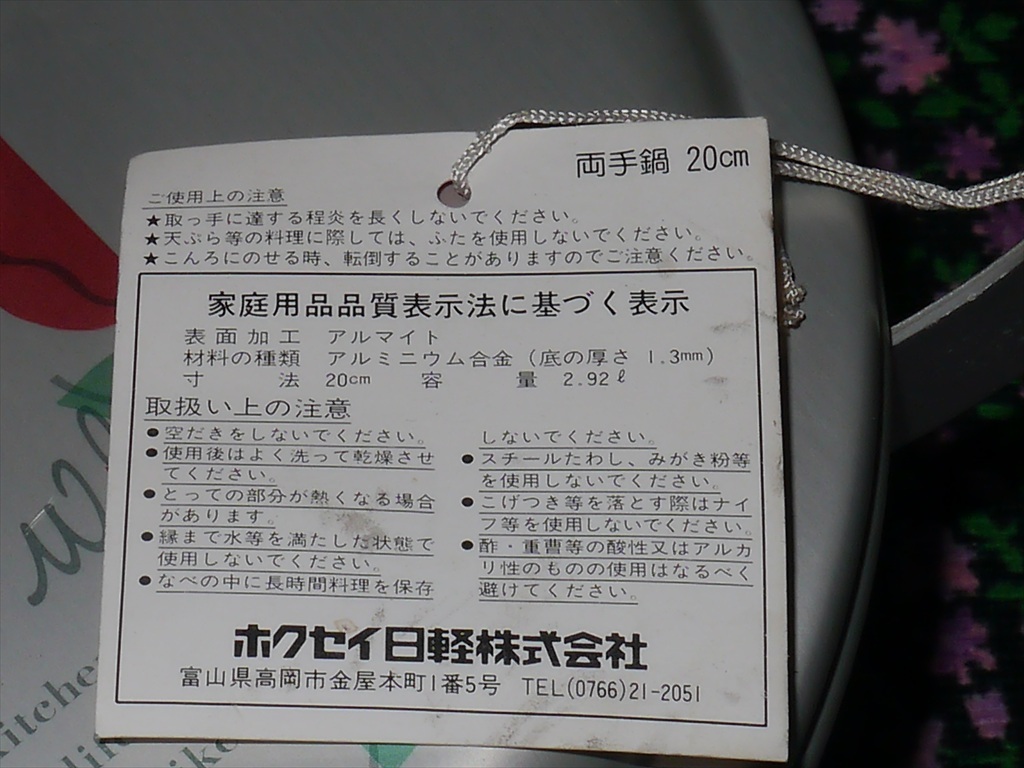 両手鍋 20cm
ご使用上の注意
★取っ手に達する程炎を長くしないでください。
★天ぷら等の料理に際しては、ふたを使用しないでください。
★こんろにのせる時、転倒することがありますのでご注意ください。
家庭用品品質表示法に基づく表示
表面加工 アルマイト
材料の種類 アルミニウム合金(底の厚さ 1.3mm)
寸法 20cm 容量 2.92ℓ
取扱い上の注意
●空だきをしないでください。
●使用後はよく洗って乾燥させ
てください。
●とっての部分が熱くなる場合
があります。
●縁まで水等を満たした状態で
使用しないでください。
●なべの中に長時間料理を保存
しないでください。
●スチールたわし、みがき粉等
を使用しないでください。
●こげつき等を落とす際はナイ
フ等を使用しないでください。
●酢・重曹等の酸性又はアルカ
リ性のものの使用はなるべく
避けてください。
ホクセイ日軽株式会社
富山県高岡市金屋本町1番5号 TEL(0766)21-2051